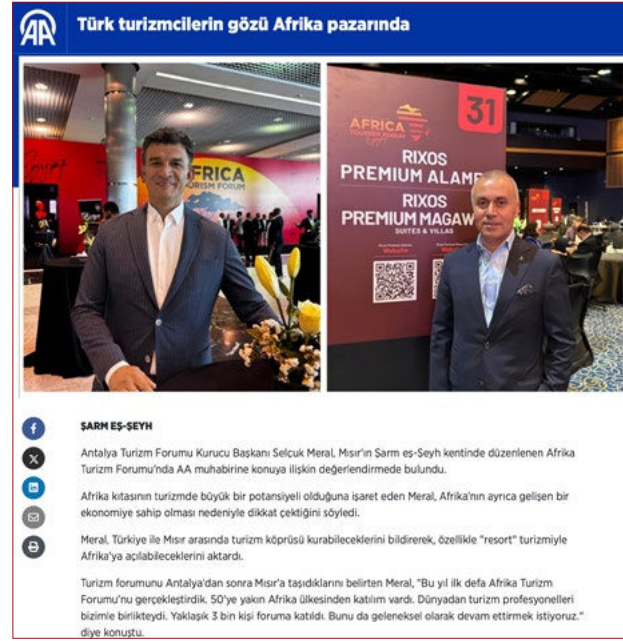 AA
Türk turizmcilerin gözü Afrika pazarında
FRICA
URISM FORUM
31
AFRICA
TOURISM FORUM
RIXOS
PREMIUM ALAME
RIXOS
PREMIUM MAGAW
SUITES & VILLAS
Website
ŞARM EŞ-ŞEYH
Antalya Turizm Forumu Kurucu Başkanı Selçuk Meral, Mısır'ın Şarm eş-Şeyh kentinde düzenlenen Afrika
Turizm Forumu'nda AA muhabirine konuya ilişkin değerlendirmede bulundu.
Afrika kıtasının turizmde büyük bir potansiyeli olduğuna işaret eden Meral, Afrika'nın ayrıca gelişen bir
ekonomiye sahip olması nedeniyle dikkat çektiğini söyledi.
Meral, Türkiye ile Mısır arasında turizm köprüsü kurabileceklerini bildirerek, özellikle "resort" turizmiyle
Afrika'ya açılabileceklerini aktardı.
Turizm forumunu Antalya'dan sonra Mısır'a taşıdıklarını belirten Meral, "Bu yıl ilk defa Afrika Turizm
Forumu'nu gerçekleştirdik. 50'ye yakın Afrika ülkesinden katılım vardı. Dünyadan turizm profesyonelleri
bizimle birlikteydi. Yaklaşık 3 bin kişi foruma katıldı. Bunu da geleneksel olarak devam ettirmek istiyoruz."
diye konuştu.